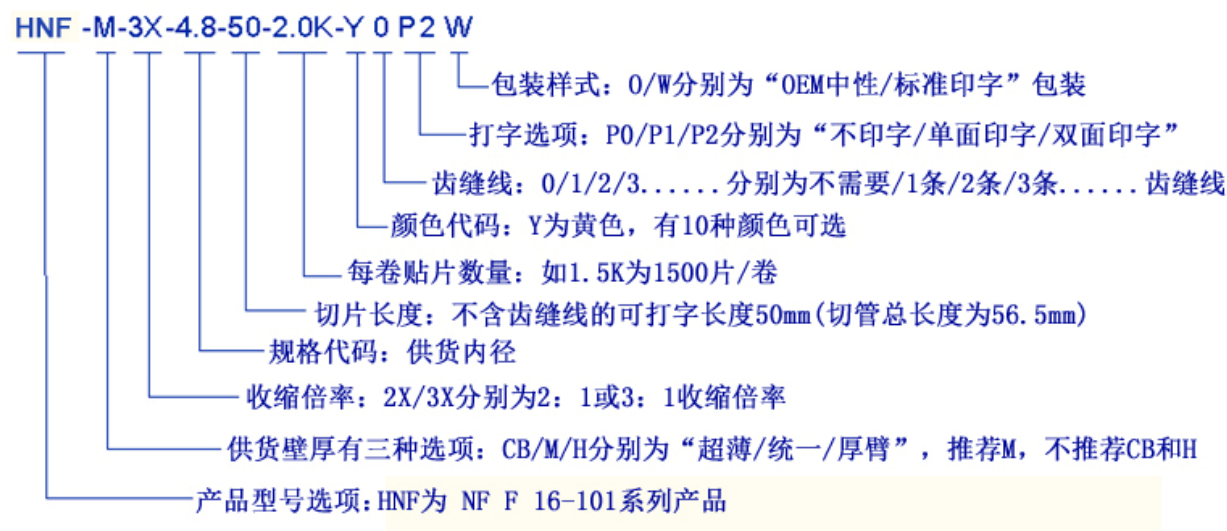 HNF -M-3X-4.8-50-2.0K-Y 0 P2 W
包装样式：O/W分别为“OEM中性/标准印字”包装
打字选项：P0/P1/P2分别为“不印字/单面印字/双面印字”
齿缝线：0/1/2/3......分别为不需要/1条/2条/3条......齿缝线
颜色代码：Y为黄色，有10种颜色可选
每卷贴片数量：如1.5K为1500片/卷
切片长度：不含齿缝线的可打字长度50mm(切管总长度为56.5mm)
规格代码：供货内径
收缩倍率：2X/3X分别为2：1或3：1收缩倍率
供货壁厚有三种选项：CB/M/H分别为“超薄/统一/厚臂”，推荐M，不推荐CB和H
产品型号选项：HNF为 NF F 16-101系列产品